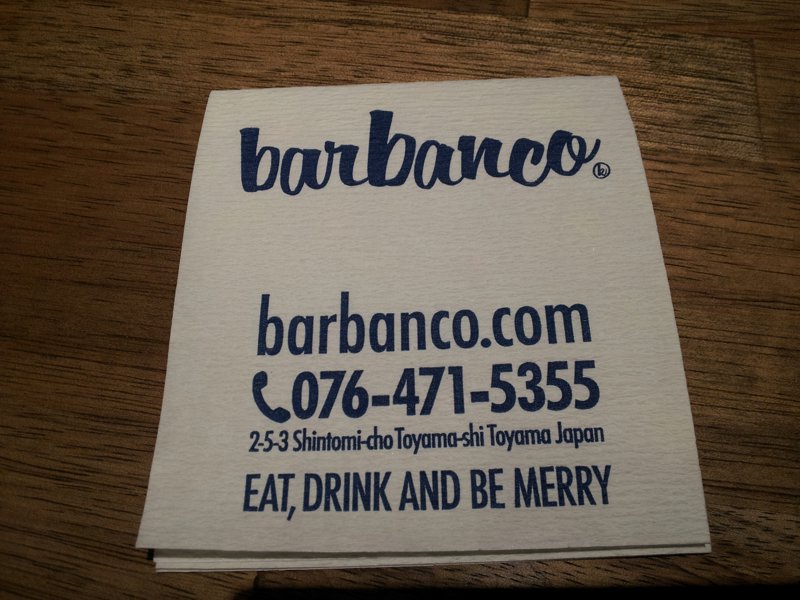 barbanco
barbanco.com
076-471-5355
2-5-3 Shintomi-cho Toyama-shi Toyama Japan
EAT, DRINK AND BE MERRY